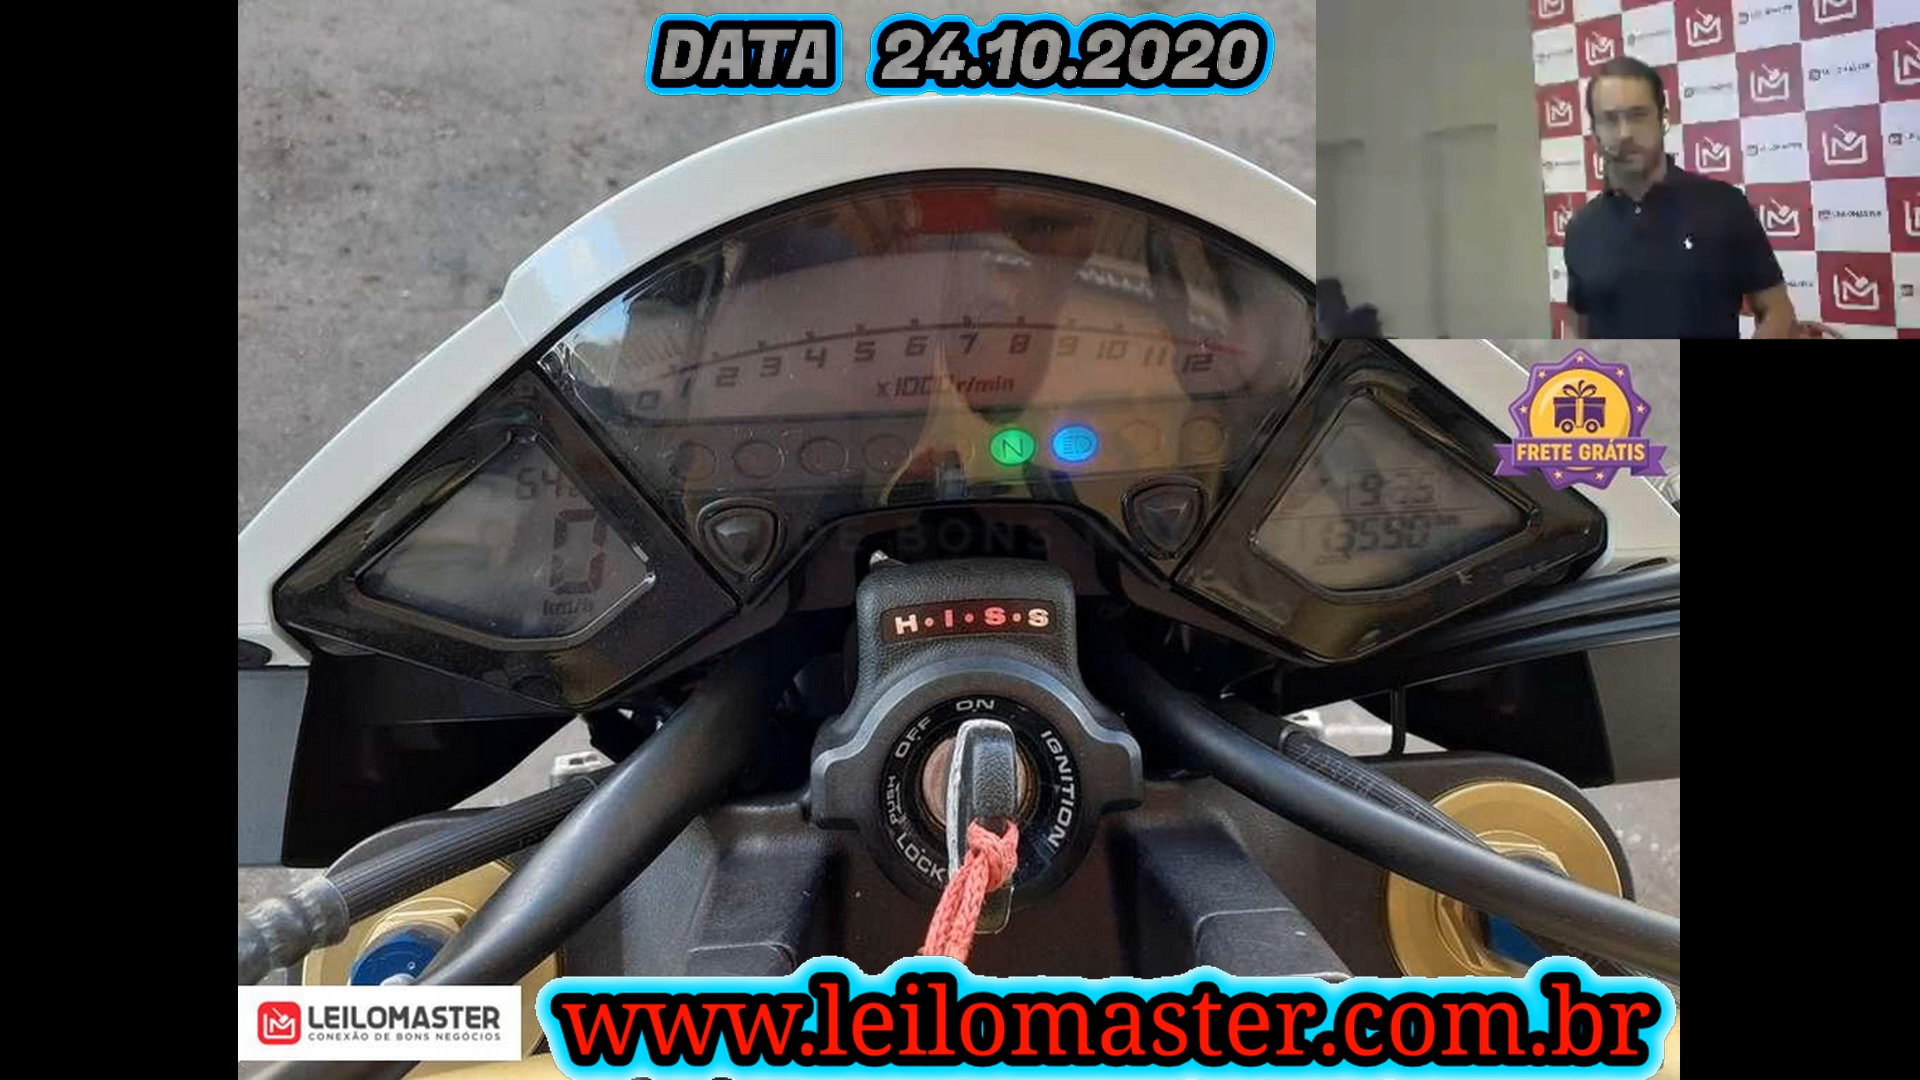 DATA 24.10.2020
0 1 2 3 4 5 6 7 8 9 10 11 12
x1000r/min
N
0
km/h
13590
FRETE GRÁTIS
H·I·S·S
ON
OFF
IGNITION
PUSH
LOCK
LEILOMASTER
CONEXÃO DE BONS NEGÓCIOS
www.leilomaster.com.br